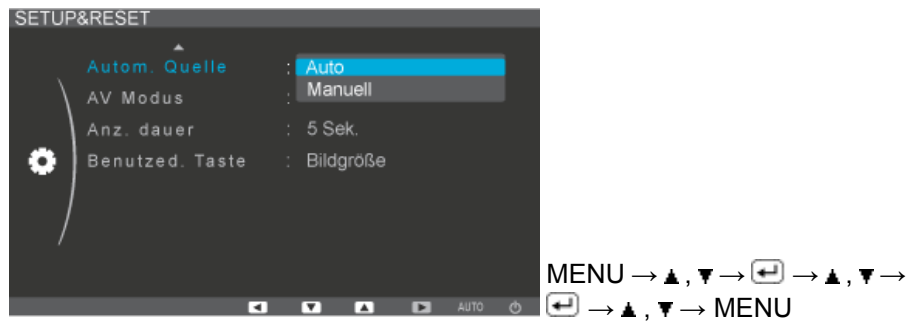 SETUP&RESET
Autom. Quelle : Auto
Manuell
AV Modus :
Anz. dauer : 5 Sek.
Benutzed. Taste : Bildgröße
AUTO
MENU → ▲ , ▼ → ↵ → ▲ , ▼ →
↵ → ▲ , ▼ → MENU